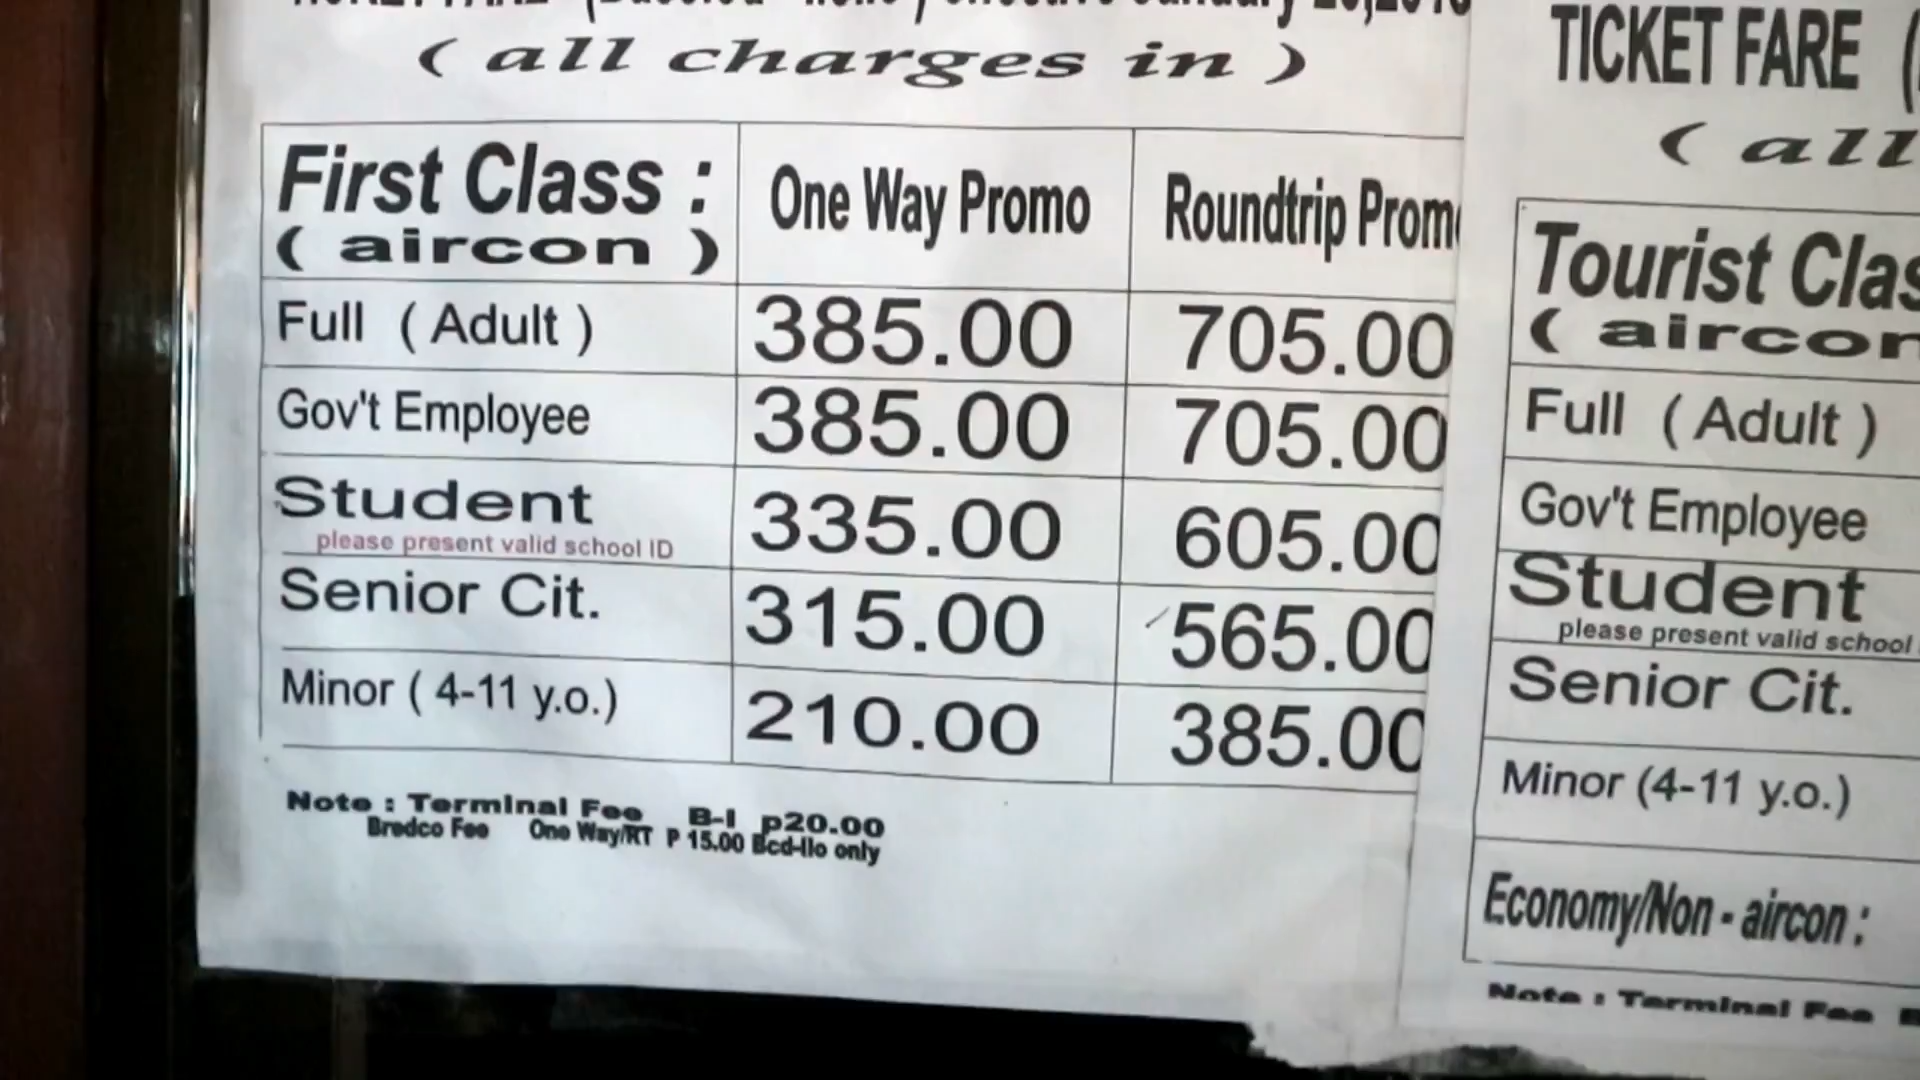 ( all charges in )
First Class : One Way Promo Roundtrip
( aircon )
Full ( Adult ) 385.00 705.00
Gov't Employee 385.00 705.00
Student 335.00 605.00
please present valid school ID
Senior Cit. 315.00 565.00
Minor ( 4-11 y.o.) 210.00 385.00
Note : Terminal Fee B-I p20.00
Bredco Fee One Way/RT P 15.00 Bcd-Ilo only
TICKET FARE
( all
Tourist
( aircon
Full ( Adult )
Gov't Employee
Student
please present valid school
Senior Cit.
Minor (4-11 y.o.)
Economy/Non - aircon :
Note : Terminal Fee